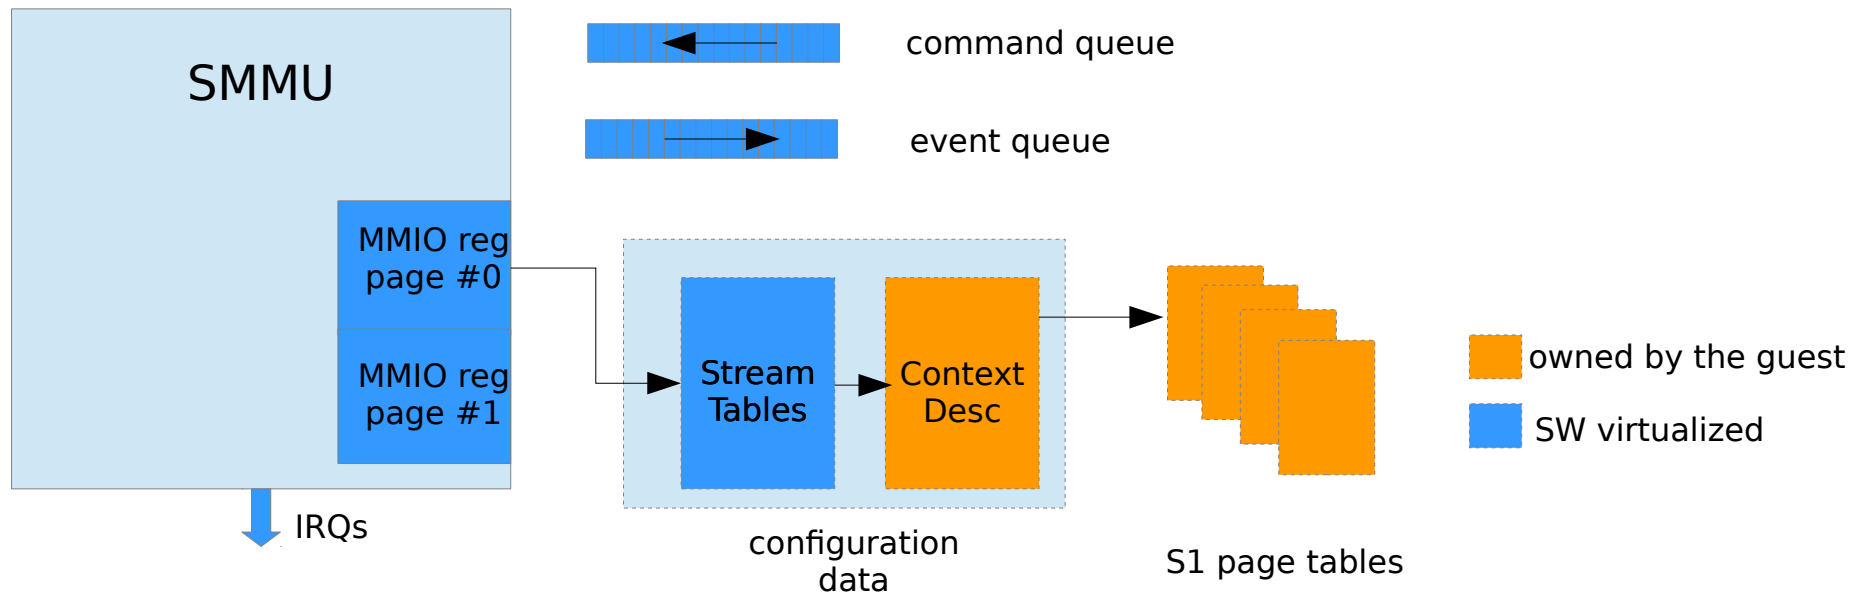 SMMU
command queue
event queue
MMIO reg
page #0
MMIO reg
page #1
IRQs
Stream
Tables
Context
Desc
configuration
data
S1 page tables
owned by the guest
SW virtualized